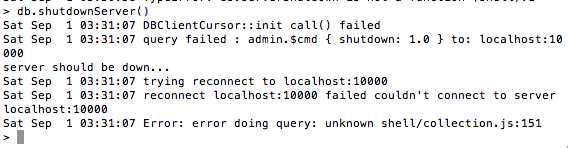 > db.shutdownServer()
Sat Sep  1 03:31:07 DBClientCursor::init call() failed
Sat Sep  1 03:31:07 query failed : admin.$cmd { shutdown: 1.0 } to: localhost:10
000
server should be down...
Sat Sep  1 03:31:07 trying reconnect to localhost:10000
Sat Sep  1 03:31:07 reconnect localhost:10000 failed couldn't connect to server
localhost:10000
Sat Sep  1 03:31:07 Error: error doing query: unknown shell/collection.js:151
>